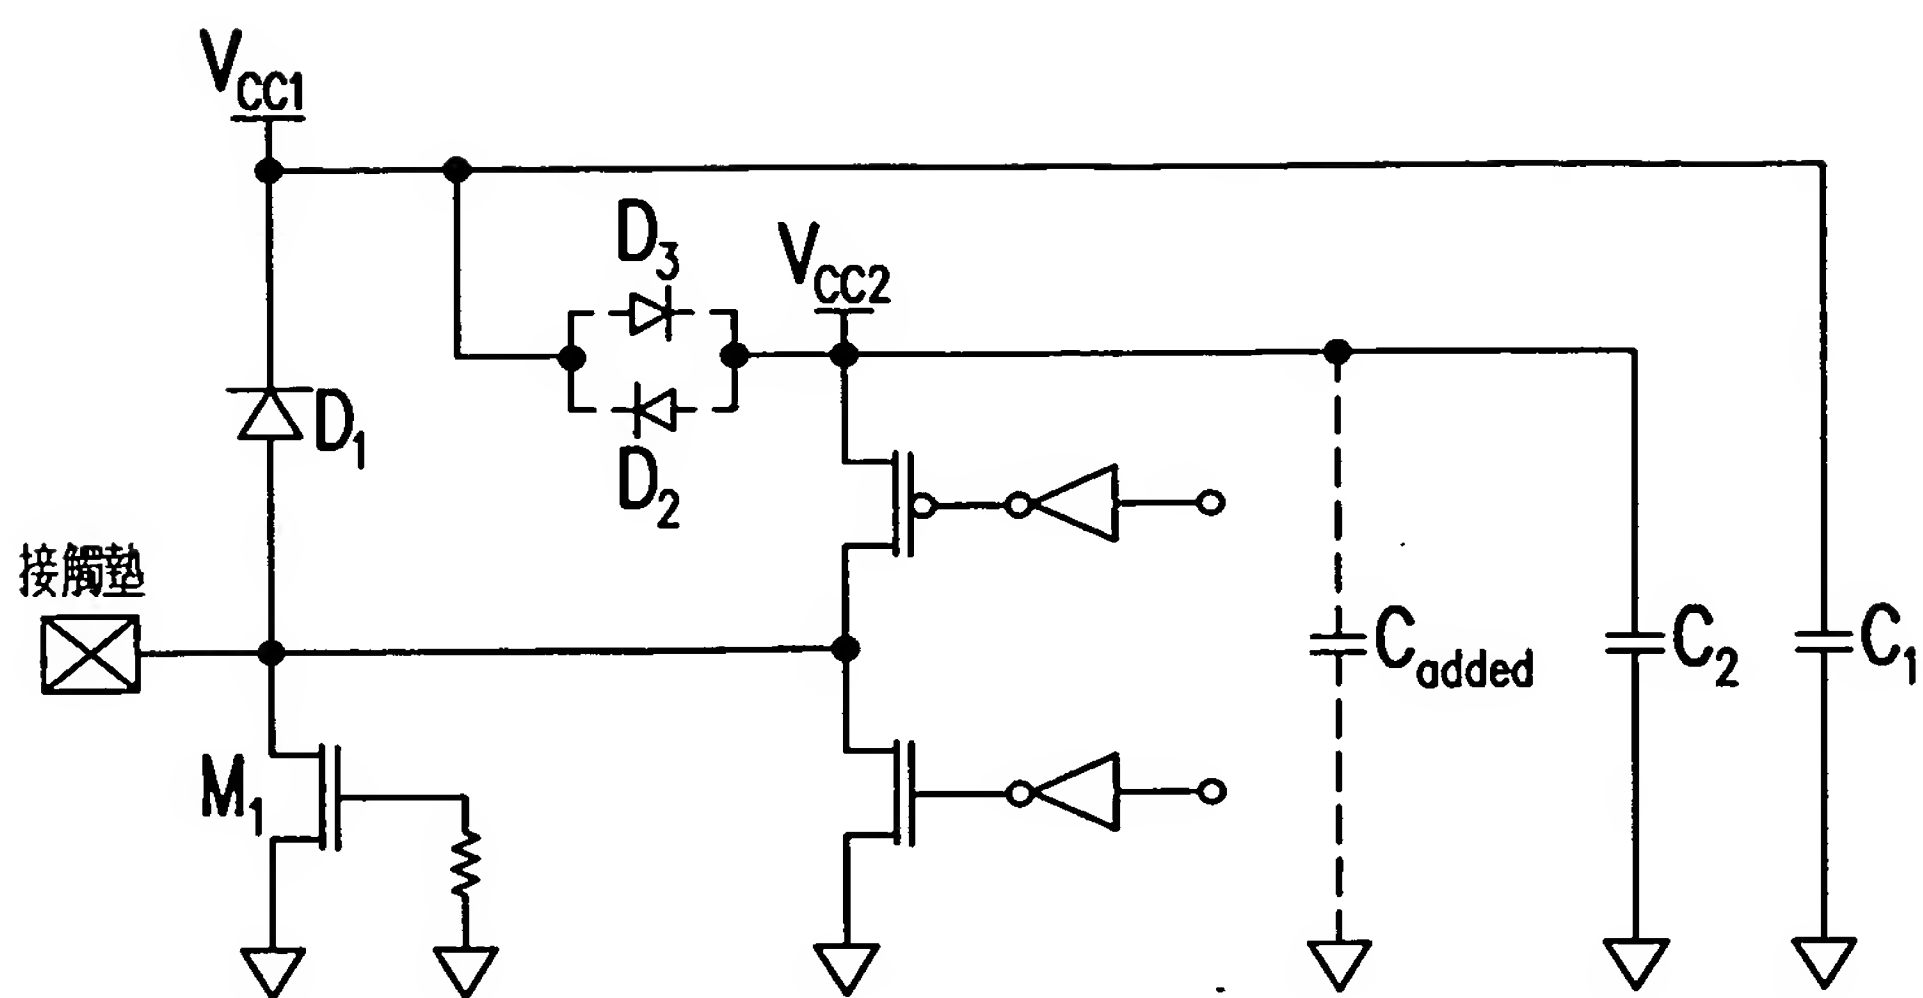 VCC1
D3
VCC2
D1
D2
接觸墊
Cadded
C2
C1
M1